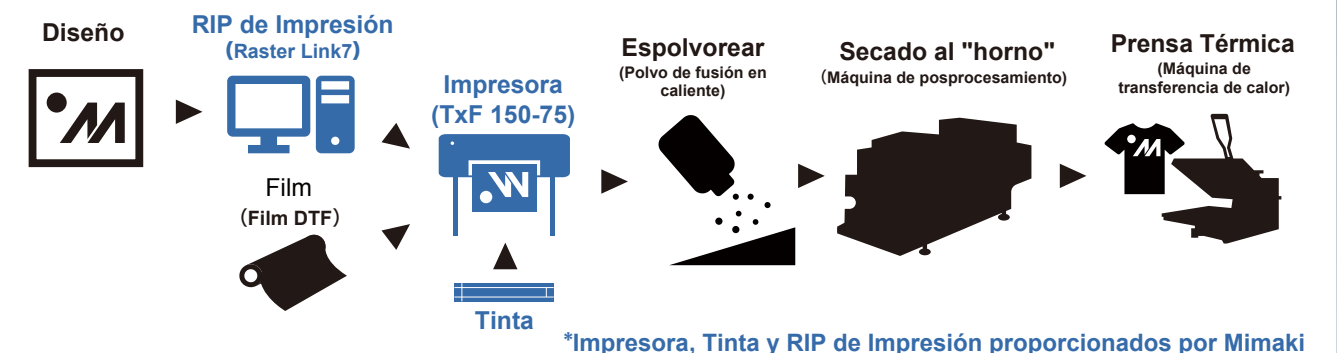 Diseño
RIP de Impresión
(Raster Link7)
Film
(Film DTF)
Impresora
(TxF 150-75)
Tinta
Espolvorear
(Polvo de fusión en
caliente)
Secado al "horno"
(Máquina de posprocesamiento)
Prensa Térmica
(Máquina de
transferencia de calor)
*Impresora, Tinta y RIP de Impresión proporcionados por Mimaki